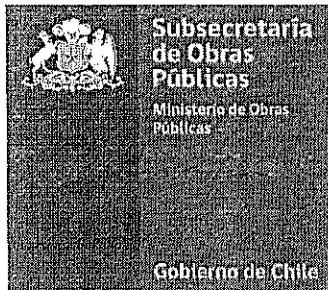 Subsecretaría
de Obras
Públicas
Ministerio de Obras
Públicas
Gobierno de Chile